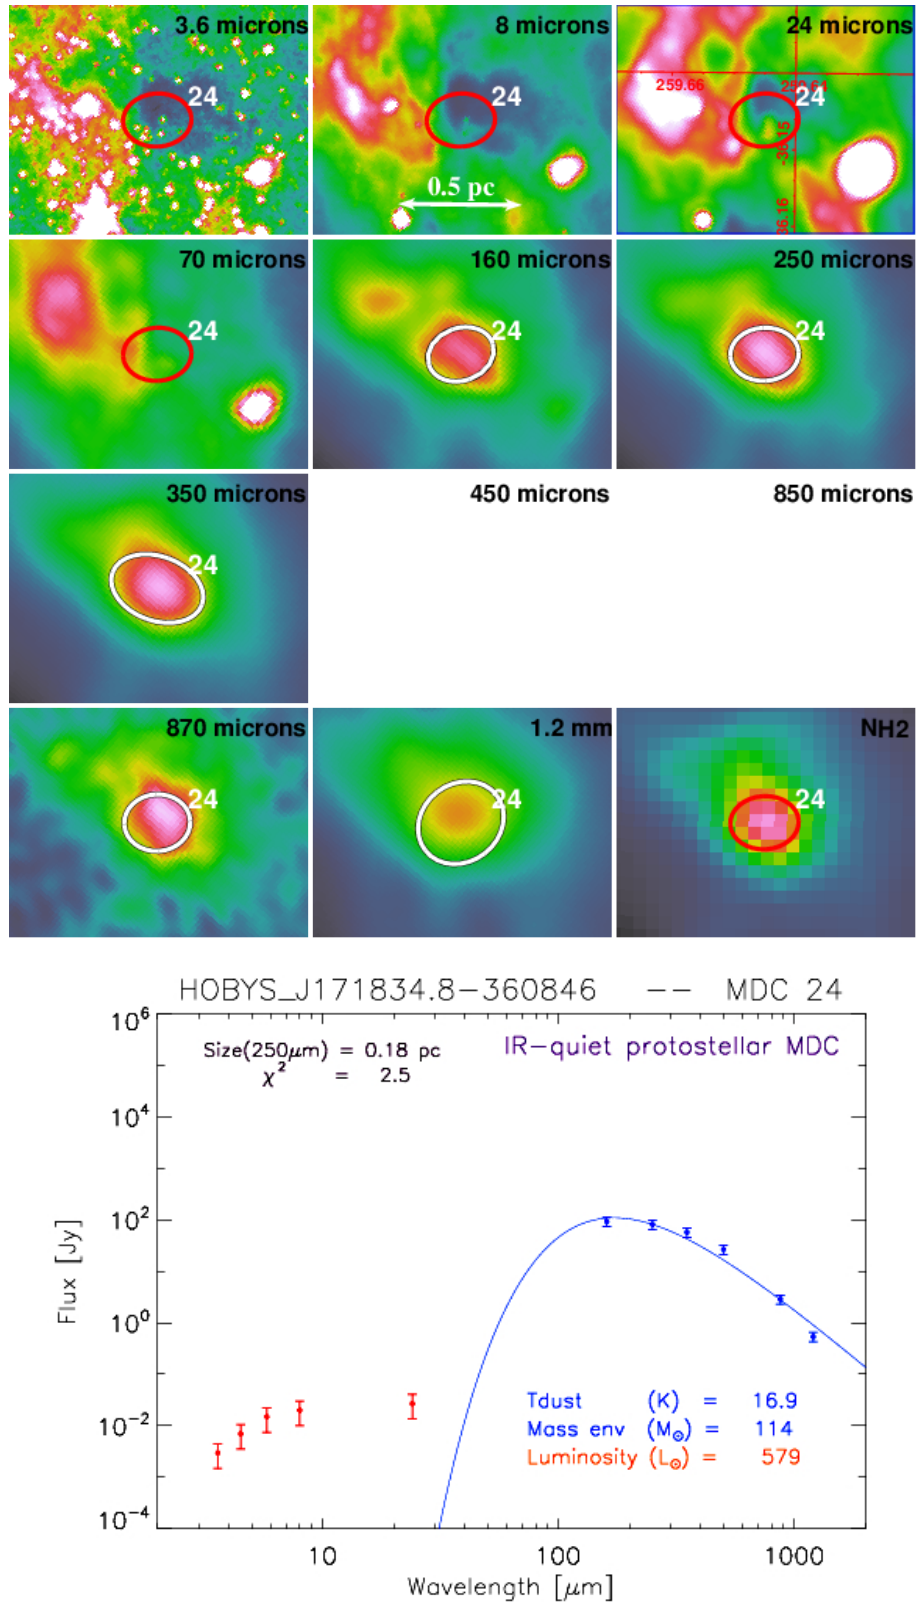 3.6 microns
24
8 microns
24
0.5 pc
24 microns
259.66
24
-36.15
36.16
70 microns
24
160 microns
24
250 microns
24
350 microns
24
450 microns
850 microns
870 microns
24
1.2 mm
24
NH2
24
HOBYS_J171834.8-360846 -- MDC 24
Size(250μm) = 0.18 pc
χ² = 2.5
IR-quiet protostellar MDC
10⁶
10⁴
10²
10⁰
10⁻²
10⁻⁴
Flux [Jy]
Tdust (K) = 16.9
Mass env (M☉) = 114
Luminosity (L☉) = 579
10
100
1000
Wavelength [μm]